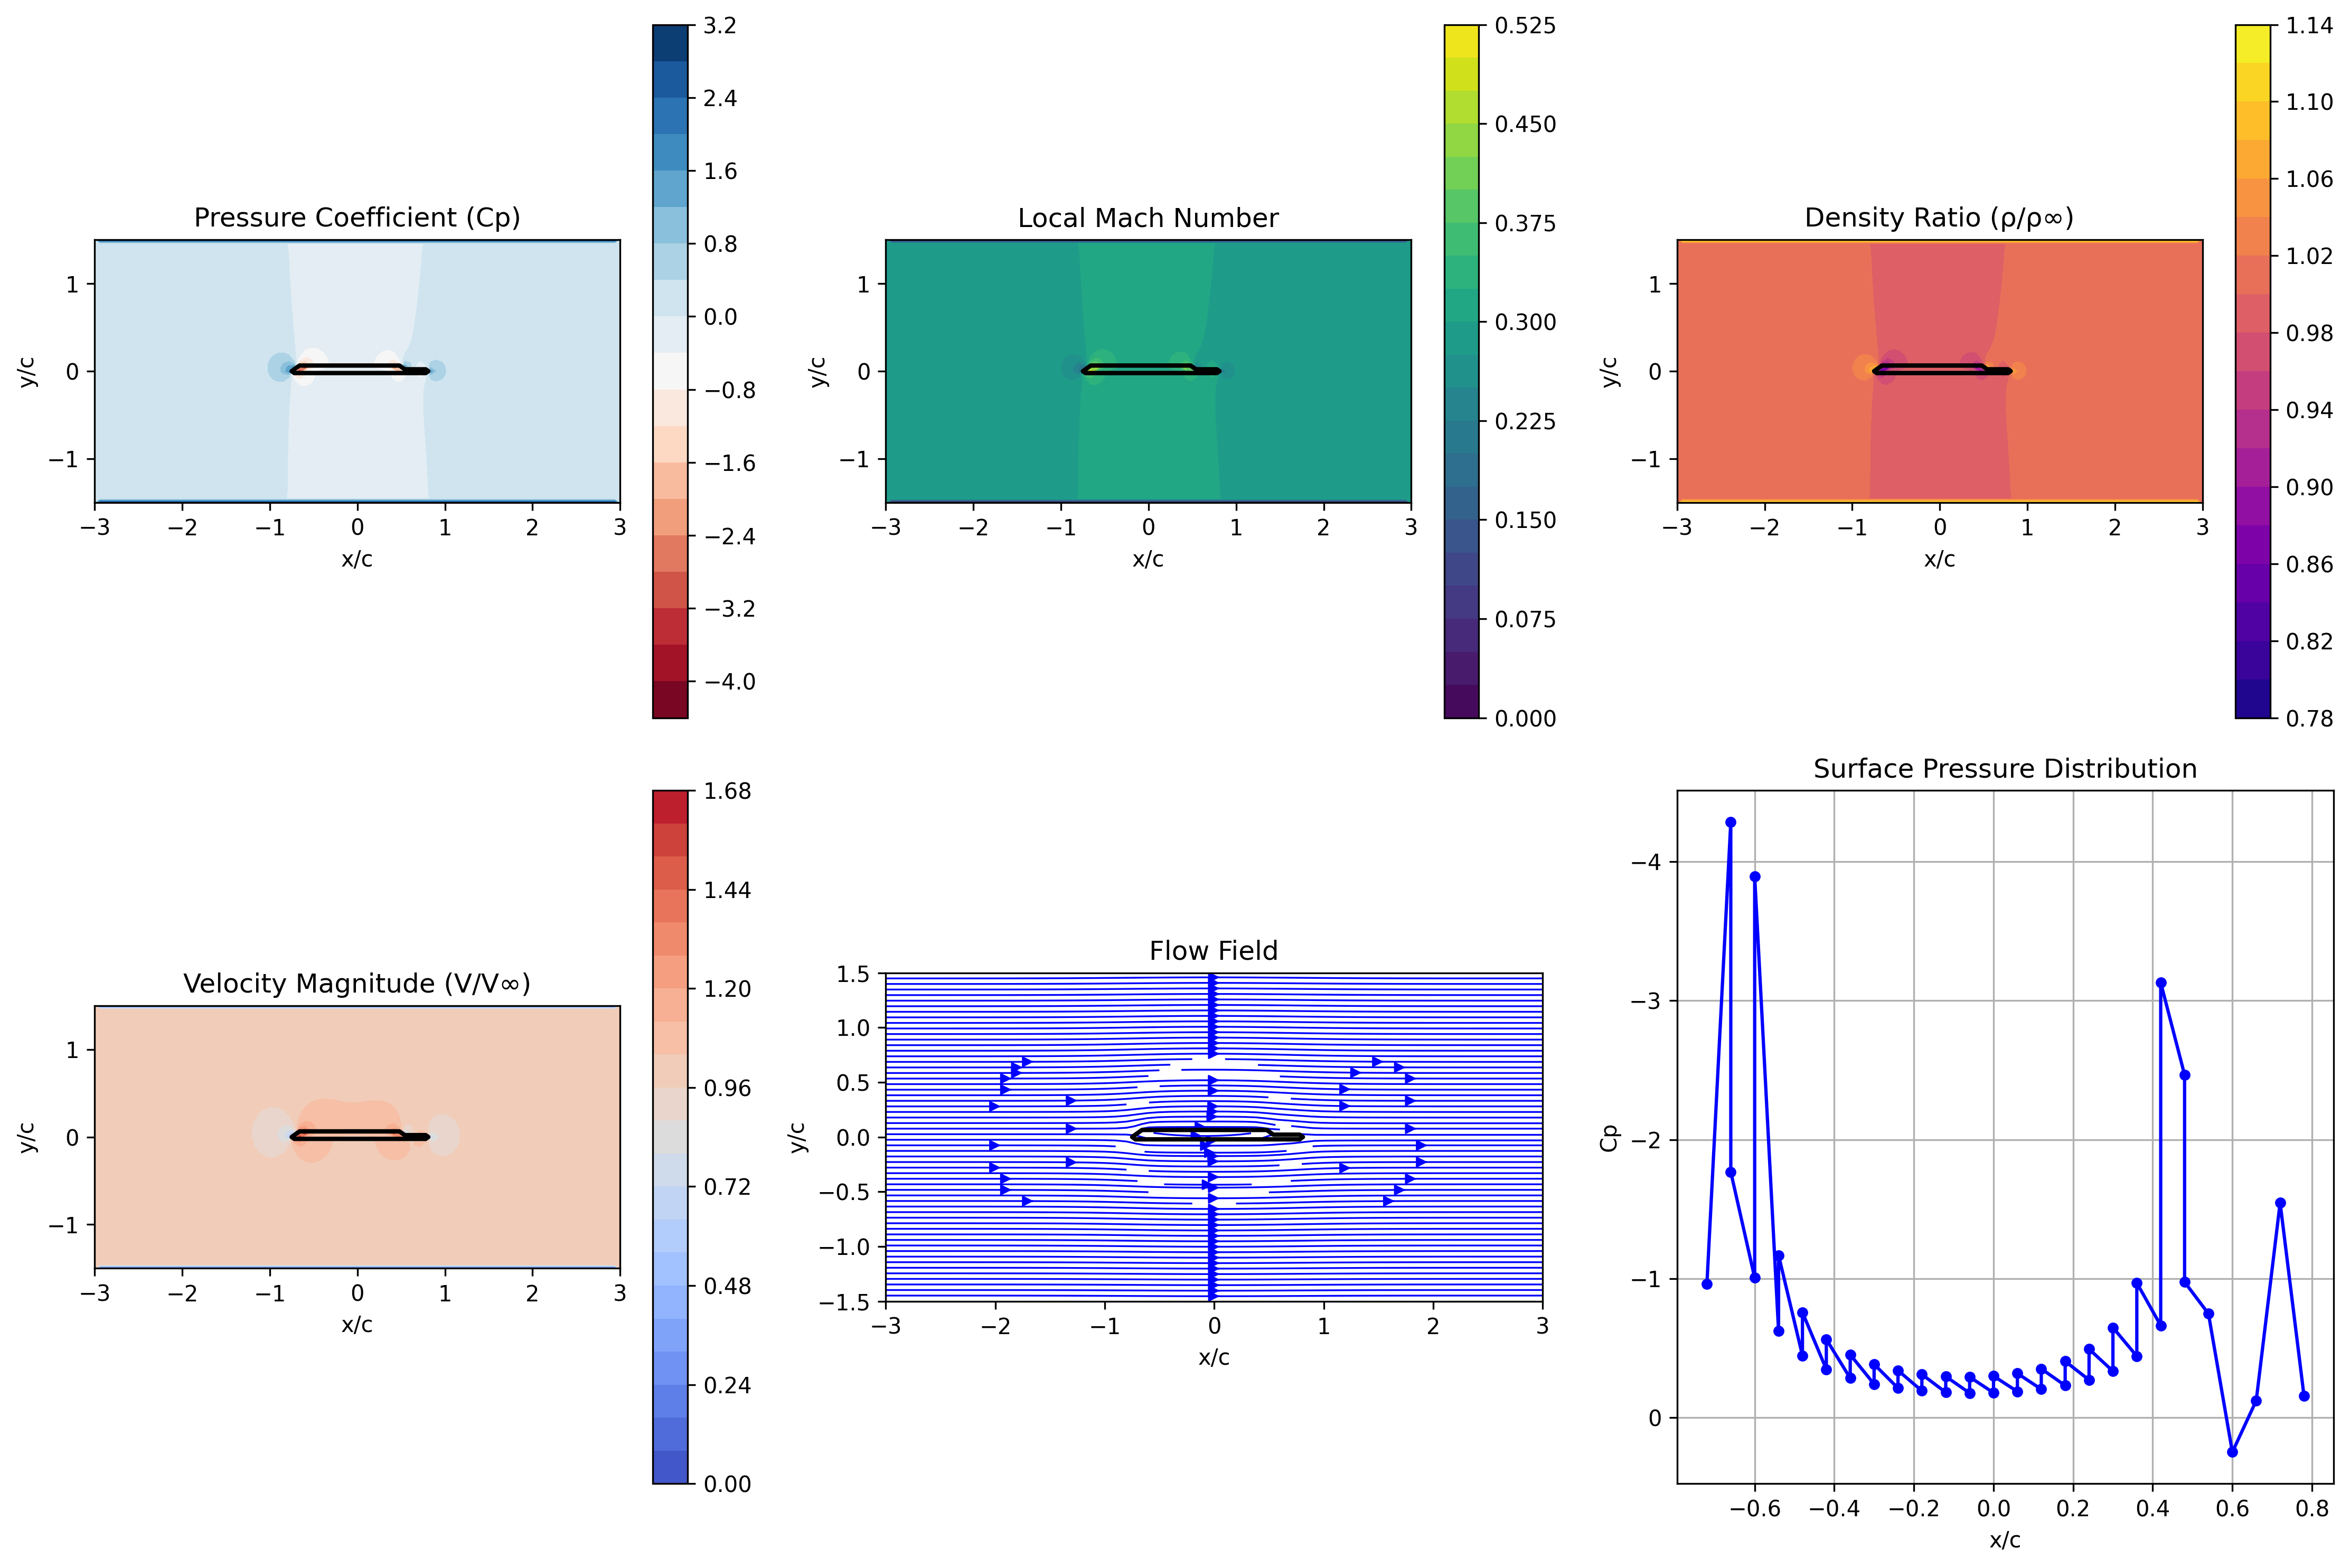 Pressure Coefficient (Cp)
y/c
1
0
−1
−3 −2 −1 0 1 2 3
x/c
3.2
2.4
1.6
0.8
0.0
−0.8
−1.6
−2.4
−3.2
−4.0
Local Mach Number
y/c
1
0
−1
−3 −2 −1 0 1 2 3
x/c
0.525
0.450
0.375
0.300
0.225
0.150
0.075
0.000
Density Ratio (ρ/ρ∞)
y/c
1
0
−1
−3 −2 −1 0 1 2 3
x/c
1.14
1.10
1.06
1.02
0.98
0.94
0.90
0.86
0.82
0.78
Velocity Magnitude (V/V∞)
y/c
1
0
−1
−3 −2 −1 0 1 2 3
x/c
1.68
1.44
1.20
0.96
0.72
0.48
0.24
0.00
Flow Field
y/c
1.5
1.0
0.5
0.0
−0.5
−1.0
−1.5
−3 −2 −1 0 1 2 3
x/c
Surface Pressure Distribution
Cp
−4
−3
−2
−1
0
−0.6 −0.4 −0.2 0.0 0.2 0.4 0.6 0.8
x/c